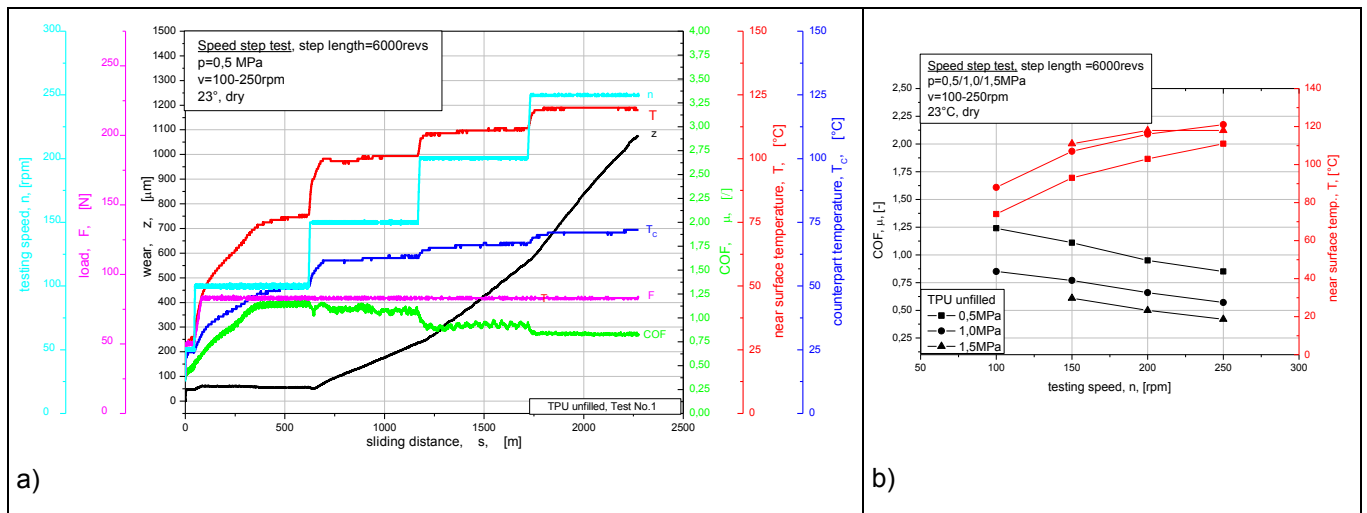 Speed step test, step length=6000revs
p=0,5 MPa
v=100-250rpm
23°, dry
testing speed, n, [rpm]
300
250
200
150
100
50
0
load, F, [N]
250
200
150
100
50
0
wear, z, [µm]
1500
1400
1300
1200
1100
1000
900
800
700
600
500
400
300
200
100
0
n
T
z
T_C
T
F
COF
TPU unfilled, Test No.1
0 500 1000 1500 2000 2500
sliding distance, s, [m]
4,00
3,75
3,50
3,25
3,00
2,75
2,50
2,25
2,00
1,75
1,50
1,25
1,00
0,75
0,50
0,25
0,00
COF, µ, [/]
150
125
100
75
50
25
0
near surface temperature, T, [°C]
150
125
100
75
50
25
0
counterpart temperature, T_C, [°C]
a)
Speed step test, step length =6000revs
p=0,5/1,0/1,5MPa
v=100-250rpm
23°C, dry
2,50
2,25
2,00
1,75
1,50
1,25
1,00
0,75
0,50
0,25
COF, µ, [-]
140
120
100
80
60
40
20
0
near surface temp., T, [°C]
TPU unfilled
0,5MPa
1,0MPa
1,5MPa
50 100 150 200 250 300
testing speed, n, [rpm]
b)